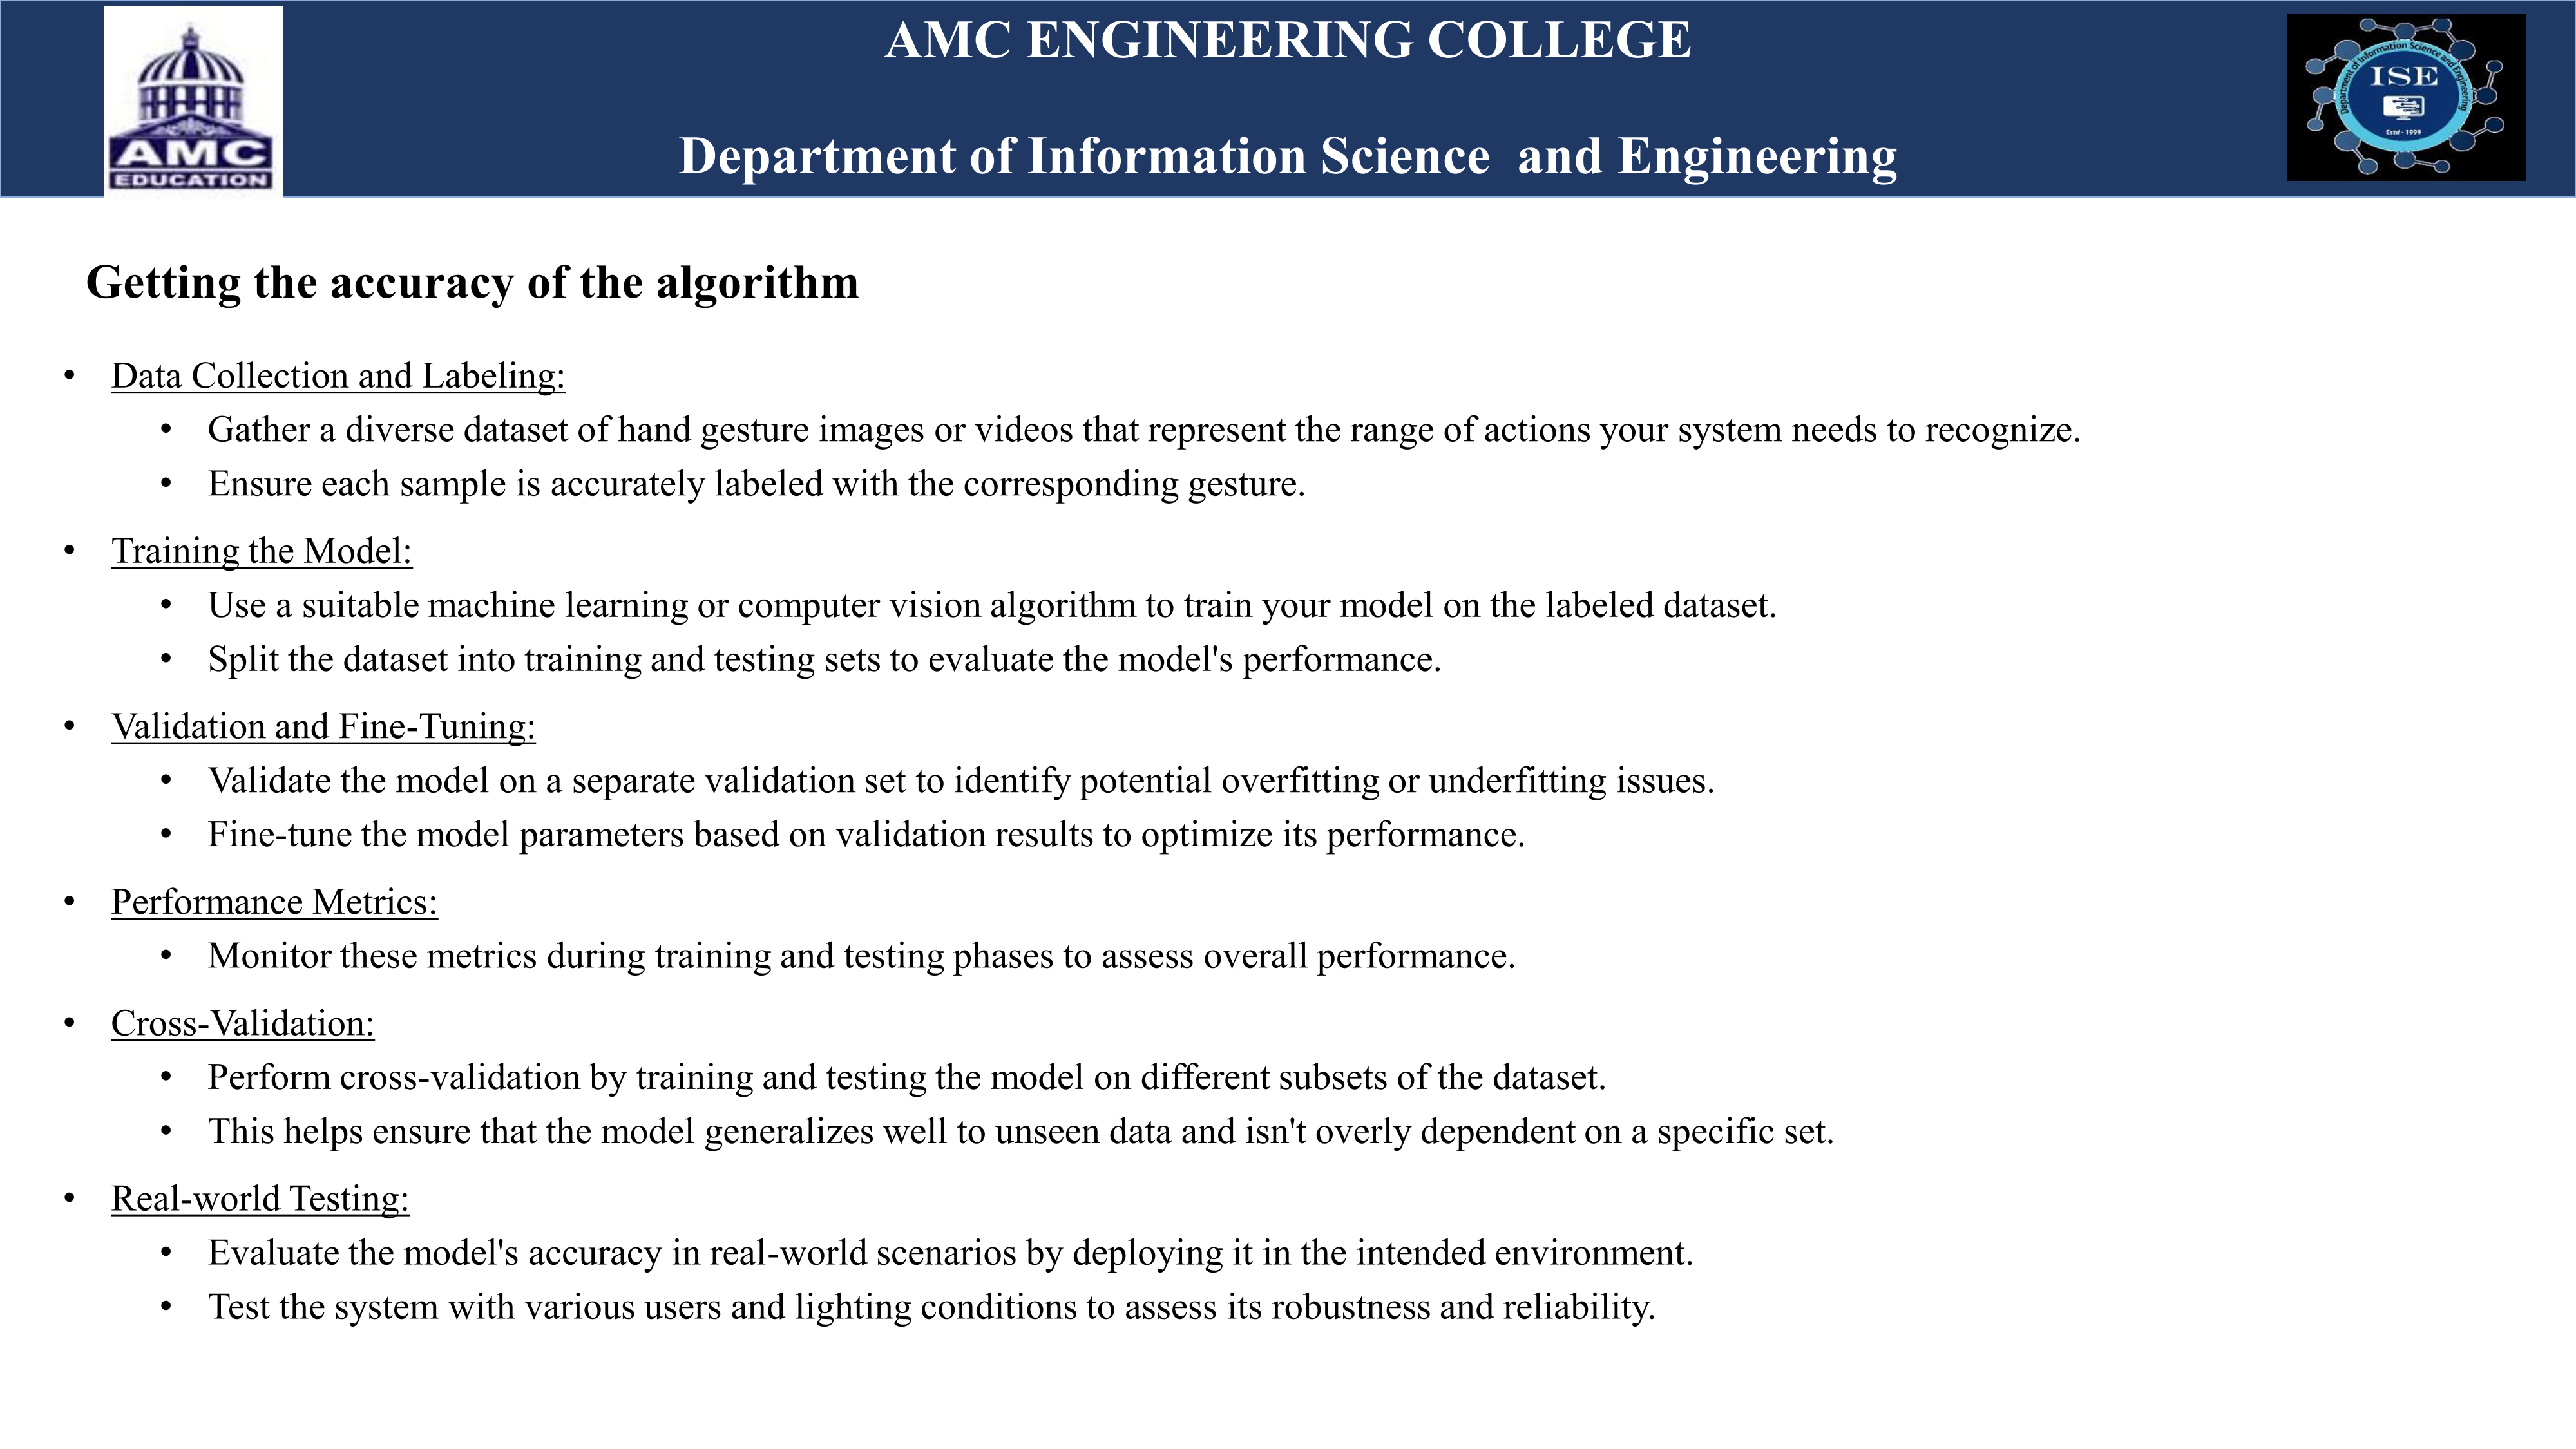 AMC ENGINEERING COLLEGE
Department of Information Science and Engineering
AMC
EDUCATION
Department of Information Science and Engineering
ISE
Estd - 1999
Getting the accuracy of the algorithm
• Data Collection and Labeling:
• Gather a diverse dataset of hand gesture images or videos that represent the range of actions your system needs to recognize.
• Ensure each sample is accurately labeled with the corresponding gesture.
• Training the Model:
• Use a suitable machine learning or computer vision algorithm to train your model on the labeled dataset.
• Split the dataset into training and testing sets to evaluate the model's performance.
• Validation and Fine-Tuning:
• Validate the model on a separate validation set to identify potential overfitting or underfitting issues.
• Fine-tune the model parameters based on validation results to optimize its performance.
• Performance Metrics:
• Monitor these metrics during training and testing phases to assess overall performance.
• Cross-Validation:
• Perform cross-validation by training and testing the model on different subsets of the dataset.
• This helps ensure that the model generalizes well to unseen data and isn't overly dependent on a specific set.
• Real-world Testing:
• Evaluate the model's accuracy in real-world scenarios by deploying it in the intended environment.
• Test the system with various users and lighting conditions to assess its robustness and reliability.